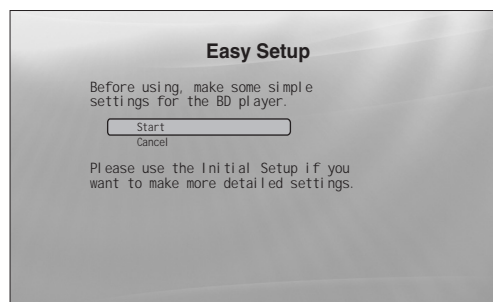 Easy Setup
Before using, make some simple
settings for the BD player.
Start
Cancel
Please use the Initial Setup if you
want to make more detailed settings.